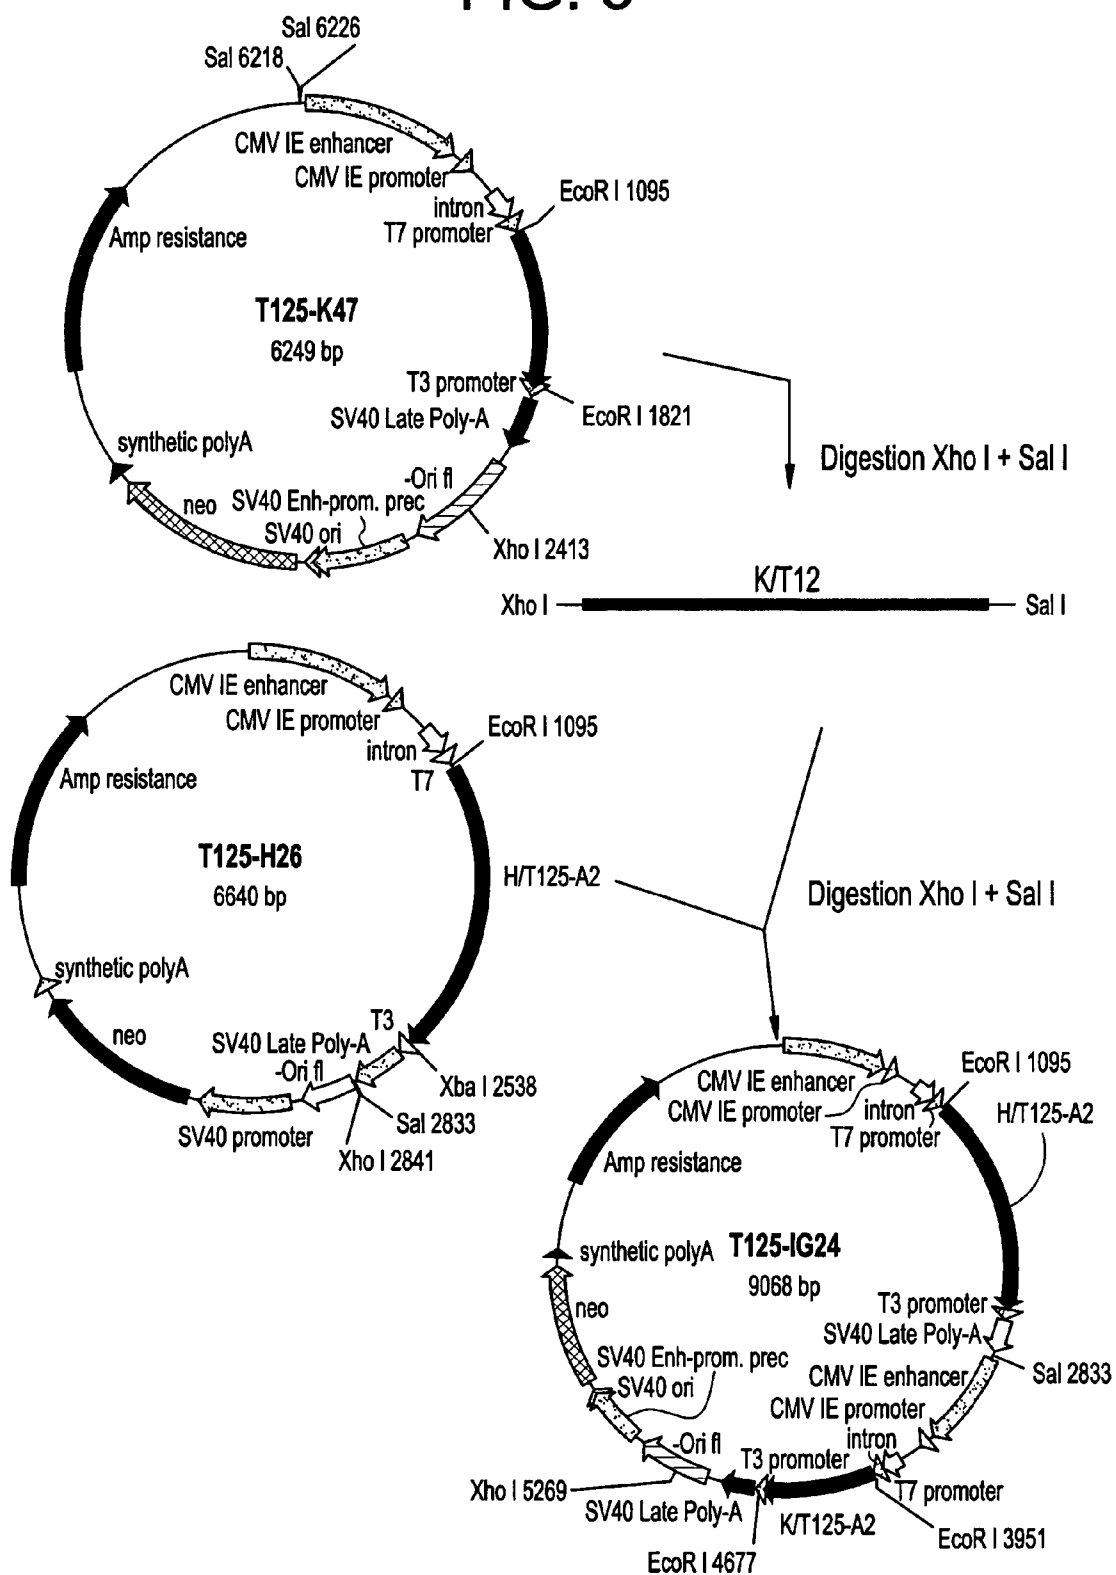 Sal 6226
Sal 6218
CMV IE enhancer
CMV IE promoter
intron
T7 promoter
EcoR I 1095
Amp resistance
T125-K47
6249 bp
T3 promoter
SV40 Late Poly-A
EcoR I 1821
synthetic polyA
-Ori fl
neo
SV40 Enh-prom. prec
SV40 ori
Xho I 2413
Digestion Xho I + Sal I
K/T12
Xho I
Sal I
CMV IE enhancer
CMV IE promoter
intron
T7
EcoR I 1095
Amp resistance
T125-H26
6640 bp
H/T125-A2
Digestion Xho I + Sal I
synthetic polyA
neo
T3
SV40 Late Poly-A
-Ori fl
Xba I 2538
Sal 2833
SV40 promoter
Xho I 2841
CMV IE enhancer
CMV IE promoter
intron
T7 promoter
EcoR I 1095
H/T125-A2
Amp resistance
T125-IG24
9068 bp
synthetic polyA
neo
T3 promoter
SV40 Late Poly-A
Sal 2833
SV40 Enh-prom. prec
SV40 ori
CMV IE enhancer
CMV IE promoter
intron
-Ori fl
T3 promoter
T7 promoter
Xho I 5269
SV40 Late Poly-A
K/T125-A2
EcoR I 3951
EcoR I 4677